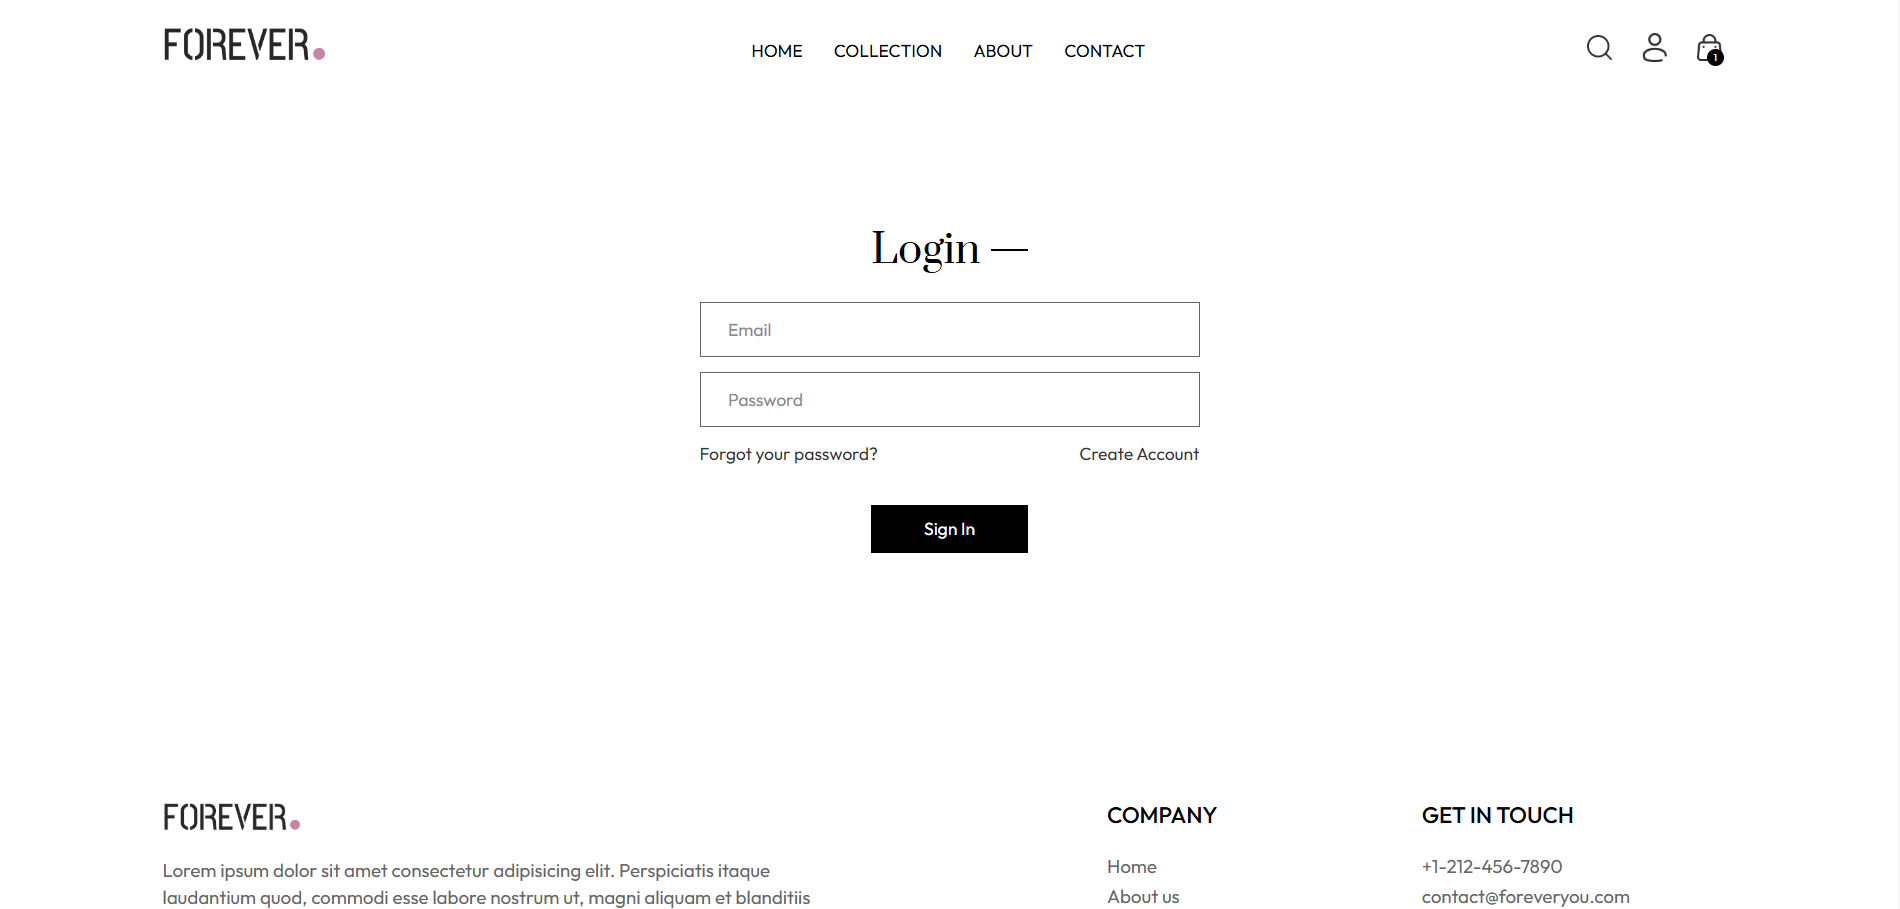 FOREVER.
HOME COLLECTION ABOUT CONTACT
1
Login —
Email
Password
Forgot your password? Create Account
Sign In
FOREVER.
Lorem ipsum dolor sit amet consectetur adipisicing elit. Perspiciatis itaque
laudantium quod, commodi esse labore nostrum ut, magni aliquam et blanditiis
COMPANY
Home
About us
GET IN TOUCH
+1-212-456-7890
contact@foreveryou.com